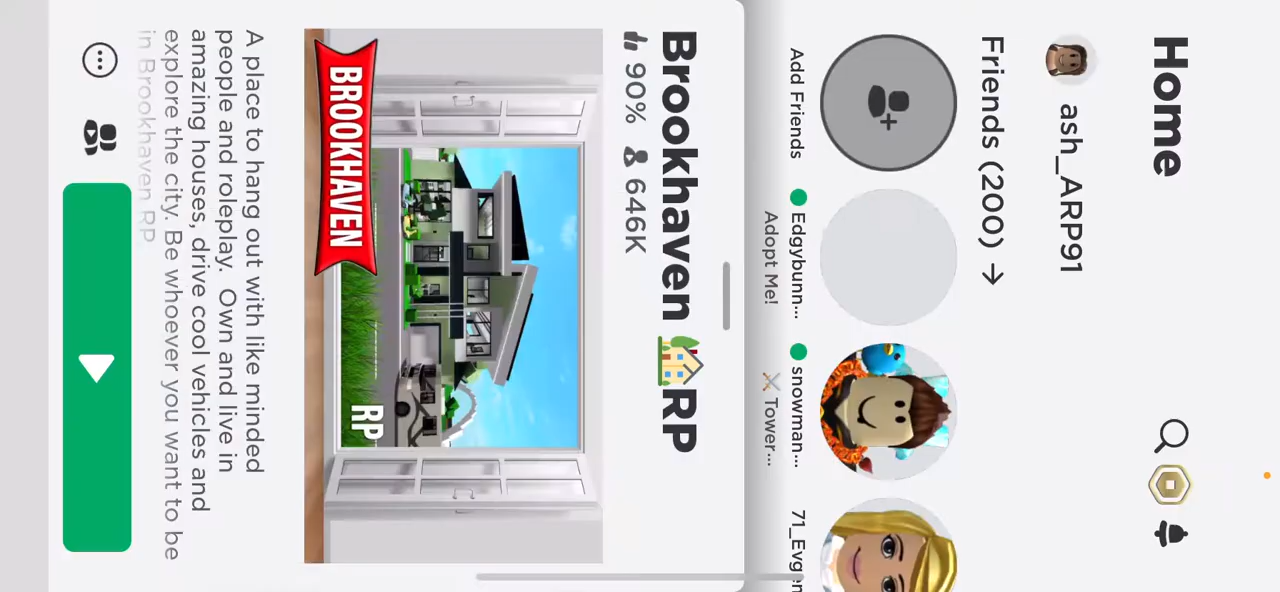 Home
ash_ARP91
Friends (200) →
Add Friends
Edgybunn...
Adopt Me!
snowman...
⚔ Tower...
71_Evgen
Brookhaven 🏡RP
90% 646K
BROOKHAVEN
RP
A place to hang out with like minded
people and roleplay. Own and live in
amazing houses, drive cool vehicles and
explore the city. Be whoever you want to be
in Brookhaven RP